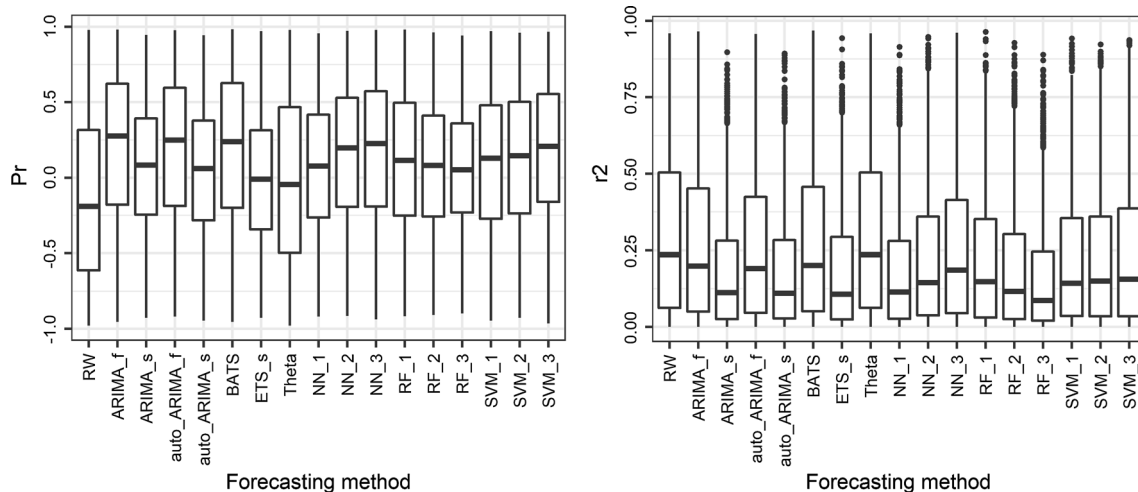 Pr
1.0
0.5
0.0
-0.5
-1.0
RW
ARIMA_f
ARIMA_s
auto_ARIMA_f
auto_ARIMA_s
BATS
ETS_s
Theta
NN_1
NN_2
NN_3
RF_1
RF_2
RF_3
SVM_1
SVM_2
SVM_3
Forecasting method
r2
1.00
0.75
0.50
0.25
0.00
RW
ARIMA_f
ARIMA_s
auto_ARIMA_f
auto_ARIMA_s
BATS
ETS_s
Theta
NN_1
NN_2
NN_3
RF_1
RF_2
RF_3
SVM_1
SVM_2
SVM_3
Forecasting method